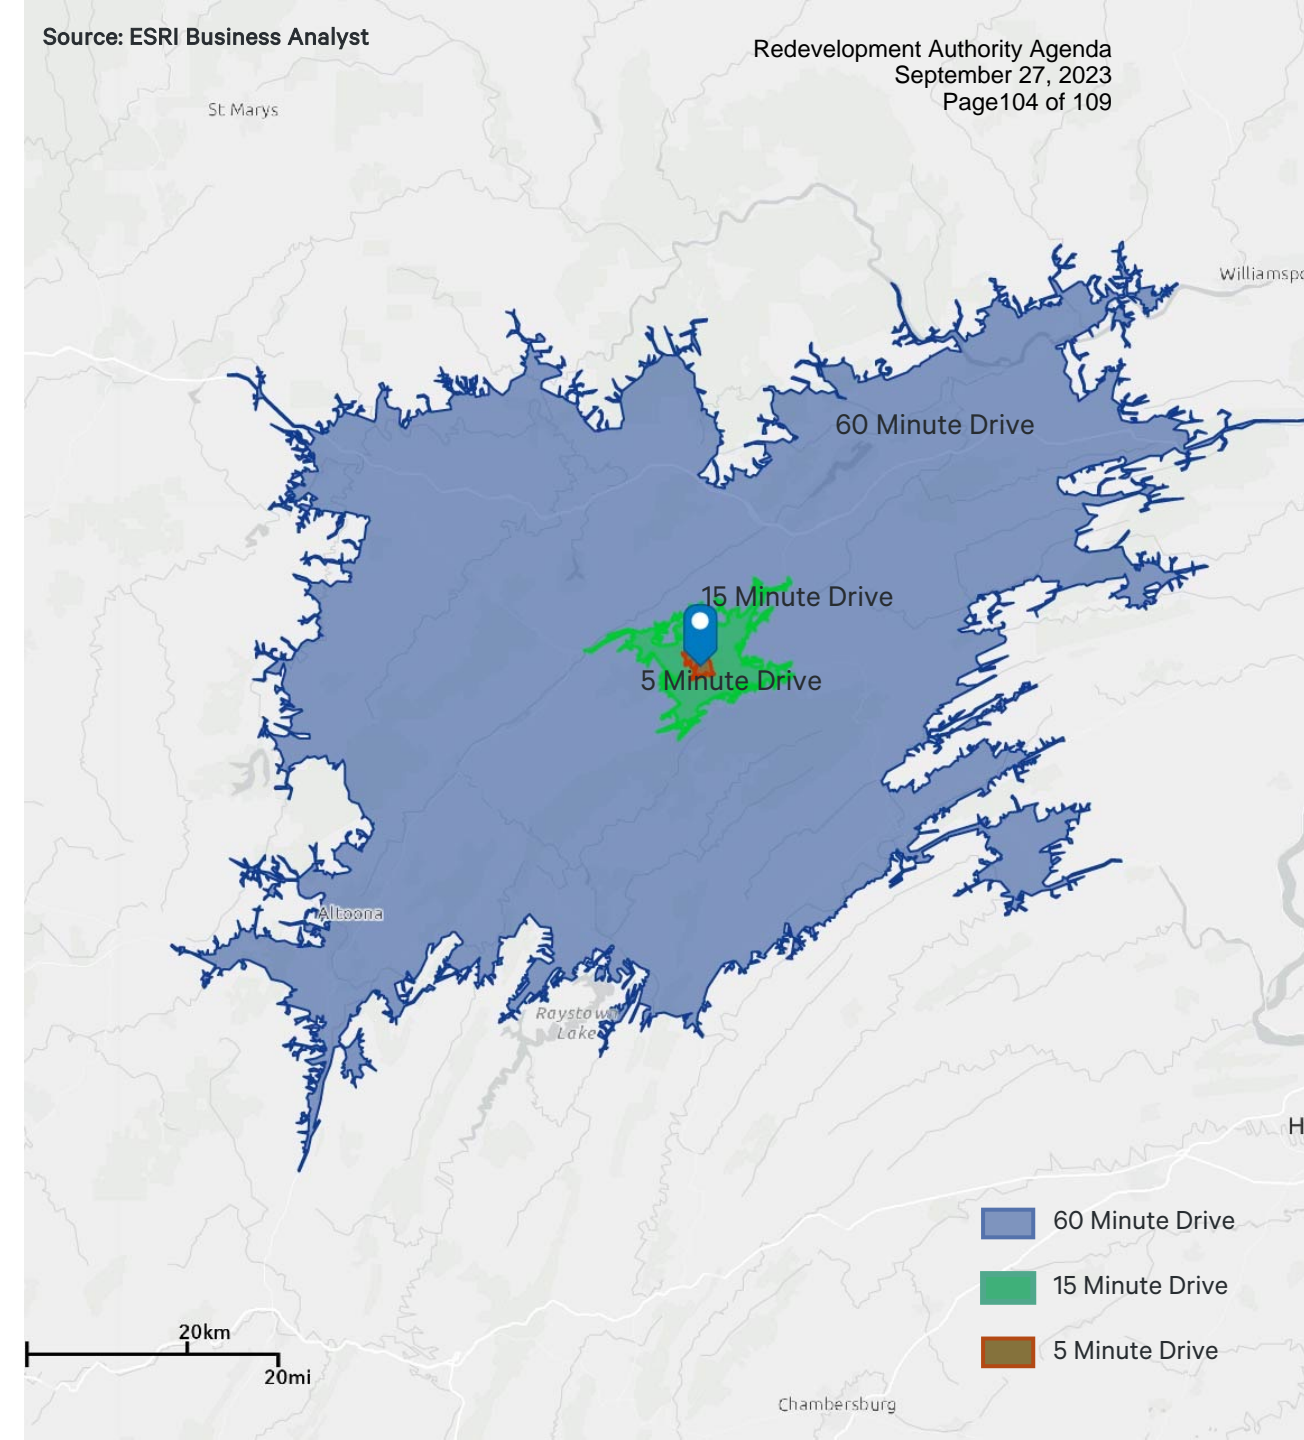 Source: ESRI Business Analyst
Redevelopment Authority Agenda
September 27, 2023
Page104 of 109
St Marys
Williamspo
60 Minute Drive
15 Minute Drive
5 Minute Drive
Altoona
Raystown
Lake
H
60 Minute Drive
15 Minute Drive
5 Minute Drive
20km
20mi
Chambersburg